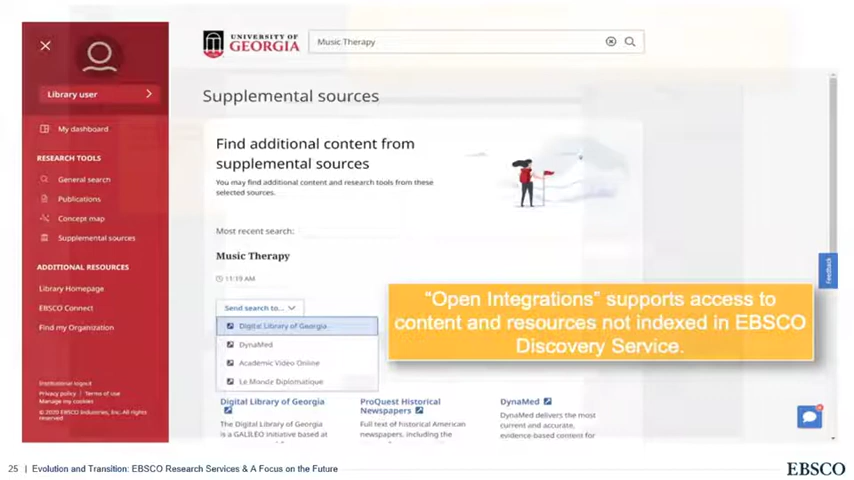 UNIVERSITY OF
GEORGIA
Music Therapy
Library user
My dashboard
RESEARCH TOOLS
General search
Publications
Concept map
Supplemental sources
ADDITIONAL RESOURCES
Library Homepage
EBSCO Connect
Find my Organization
Institutional logout
Privacy policy | Terms of use
Manage my cookies
© 2020 EBSCO Industries, Inc. All rights
reserved
Supplemental sources
Find additional content from
supplemental sources
You may find additional content and research tools from these
selected sources.
Most recent search:
Music Therapy
11:19 AM
Send search to...
Digital Library of Georgia
DynaMed
Academic Video Online
Le Monde Diplomatique
"Open Integrations" supports access to
content and resources not indexed in EBSCO
Discovery Service.
Feedback
Digital Library of Georgia
The Digital Library of Georgia
is a GALILEO initiative based at
ProQuest Historical
Newspapers
Full text of historical American
newspapers, including the
DynaMed
DynaMed delivers the most
current and accurate,
evidence-based content for
25 | Evolution and Transition: EBSCO Research Services & A Focus on the Future
EBSCO